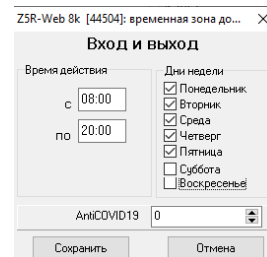 Z5R-Web 8k [44504]: временная зона до...
Вход и выход
Время действия
с 08:00
по 20:00
Дни недели
Понедельник
Вторник
Среда
Четверг
Пятница
Суббота
Воскресенье
AntiCOVID19 0
Сохранить Отмена